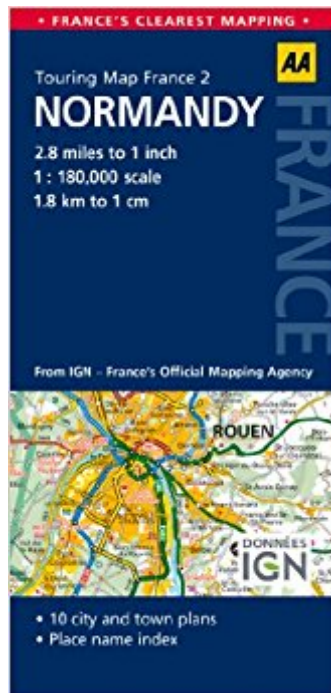 • FRANCE'S CLEAREST MAPPING •
AA
Touring Map France 2
NORMANDY
FRANCE
2.8 miles to 1 inch
1 : 180,000 scale
1.8 km to 1 cm
From IGN – France's Official Mapping Agency
ROUEN
DONNÉES
IGN
• 10 city and town plans
• Place name index